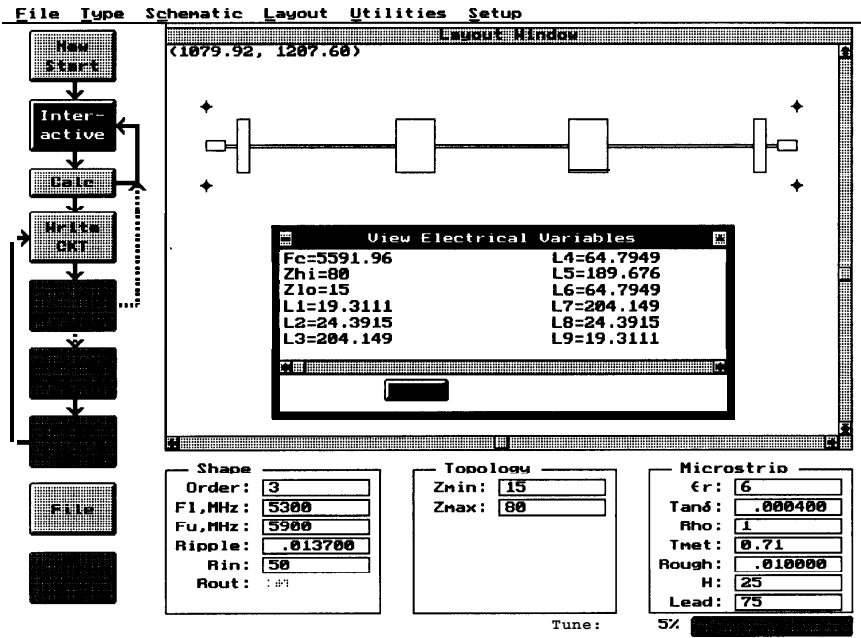 File Type Schematic Layout Utilities Setup
New
Start
Inter-
active
Calc
Write
CKT
File
Layout Window
(1079.92, 1207.60)
View Electrical Variables
Fc=5591.96 L4=64.7949
Zhi=80 L5=189.676
Zlo=15 L6=64.7949
L1=19.3111 L7=204.149
L2=24.3915 L8=24.3915
L3=204.149 L9=19.3111
Shape
Order: 3
Fl,MHz: 5300
Fu,MHz: 5900
Ripple: .013700
Rin: 50
Rout:
Topology
Zmin: 15
Zmax: 80
Microstrip
εr: 6
Tanδ: .000400
Rho: 1
Tmet: 0.71
Rough: .010000
H: 25
Lead: 75
Tune: 5%